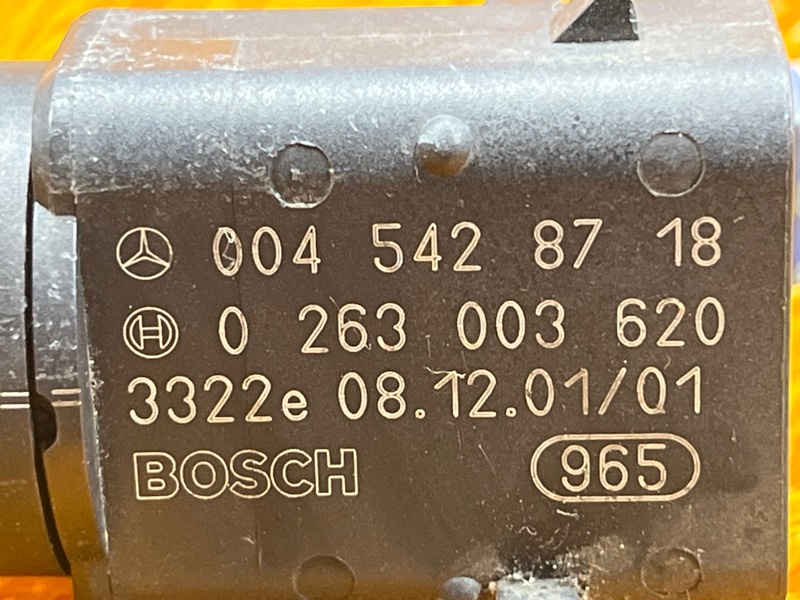 004 542 87 18
0 263 003 620
3322e 08.12.01/01
BOSCH 965